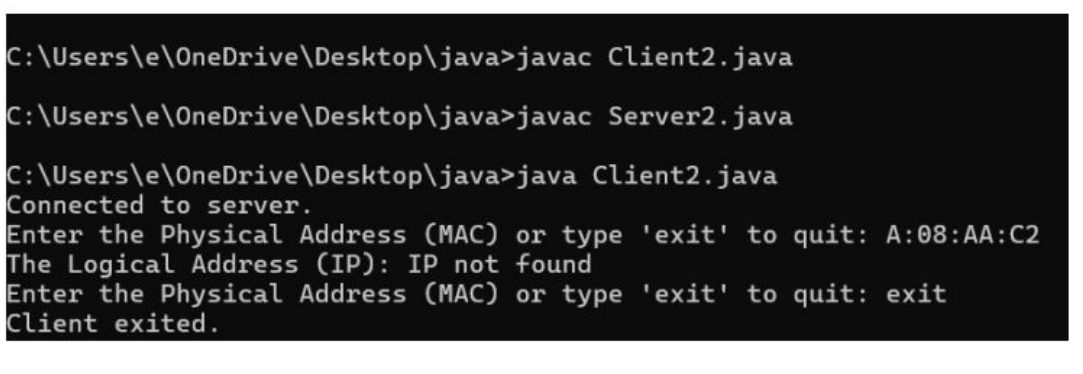 C:\Users\e\OneDrive\Desktop\java>javac Client2.java
C:\Users\e\OneDrive\Desktop\java>javac Server2.java
C:\Users\e\OneDrive\Desktop\java>java Client2.java
Connected to server.
Enter the Physical Address (MAC) or type 'exit' to quit: A:08:AA:C2
The Logical Address (IP): IP not found
Enter the Physical Address (MAC) or type 'exit' to quit: exit
Client exited.